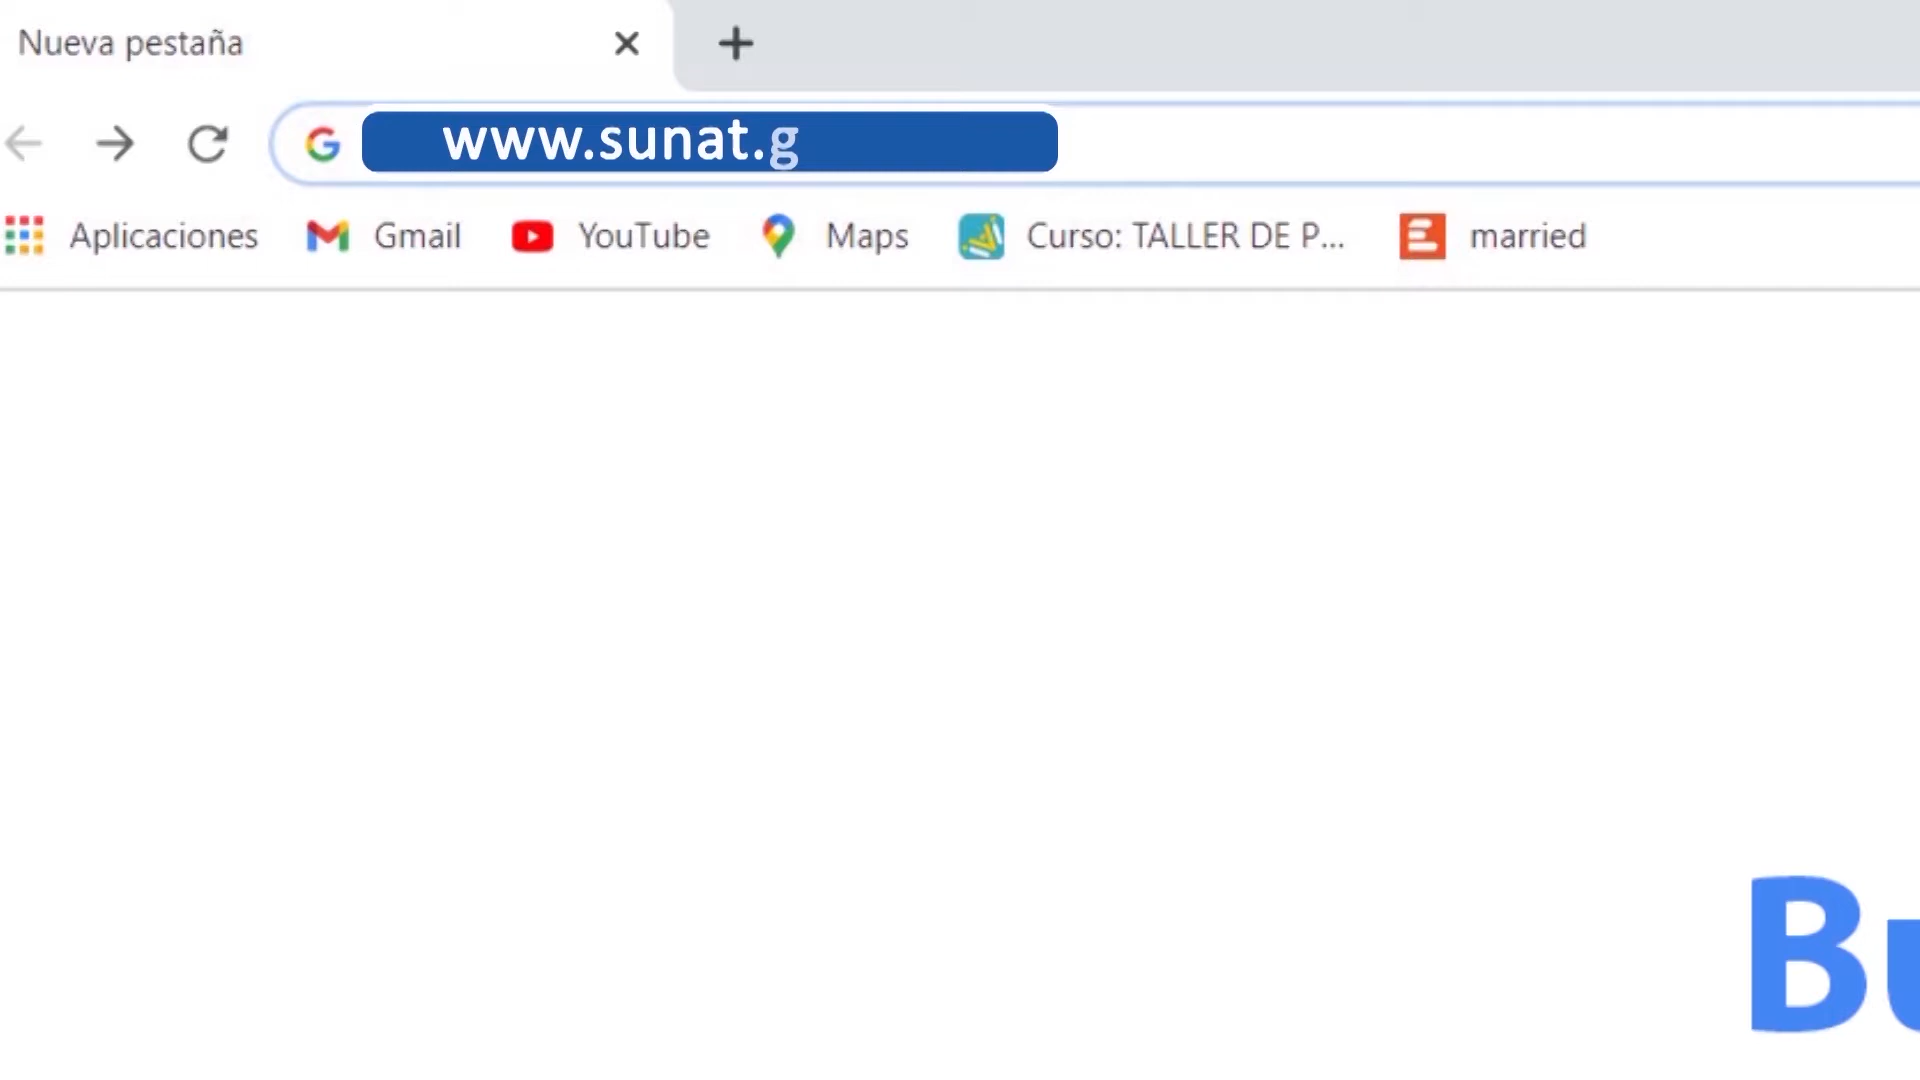 Nueva pestaña
www.sunat.g
Aplicaciones Gmail YouTube Maps Curso: TALLER DE P... married
Bu